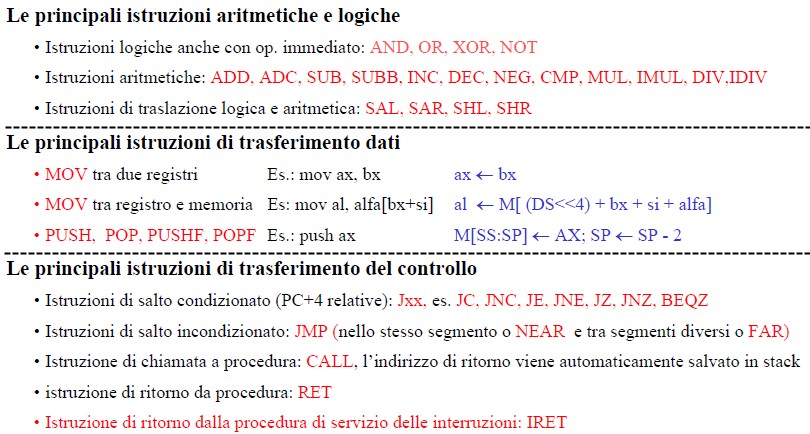 Le principali istruzioni aritmetiche e logiche
• Istruzioni logiche anche con op. immediato: AND, OR, XOR, NOT
• Istruzioni aritmetiche: ADD, ADC, SUB, SUBB, INC, DEC, NEG, CMP, MUL, IMUL, DIV,IDIV
• Istruzioni di traslazione logica e aritmetica: SAL, SAR, SHL, SHR
Le principali istruzioni di trasferimento dati
• MOV tra due registri Es.: mov ax, bx ax ← bx
• MOV tra registro e memoria Es: mov al, alfa[bx+si] al ← M[ (DS<<4) + bx + si + alfa]
• PUSH, POP, PUSHF, POPF Es.: push ax M[SS:SP] ← AX; SP ← SP - 2
Le principali istruzioni di trasferimento del controllo
• Istruzioni di salto condizionato (PC+4 relative): Jxx, es. JC, JNC, JE, JNE, JZ, JNZ, BEQZ
• Istruzioni di salto incondizionato: JMP (nello stesso segmento o NEAR e tra segmenti diversi o FAR)
• Istruzione di chiamata a procedura: CALL, l'indirizzo di ritorno viene automaticamente salvato in stack
• istruzione di ritorno da procedura: RET
• Istruzione di ritorno dalla procedura di servizio delle interruzioni: IRET